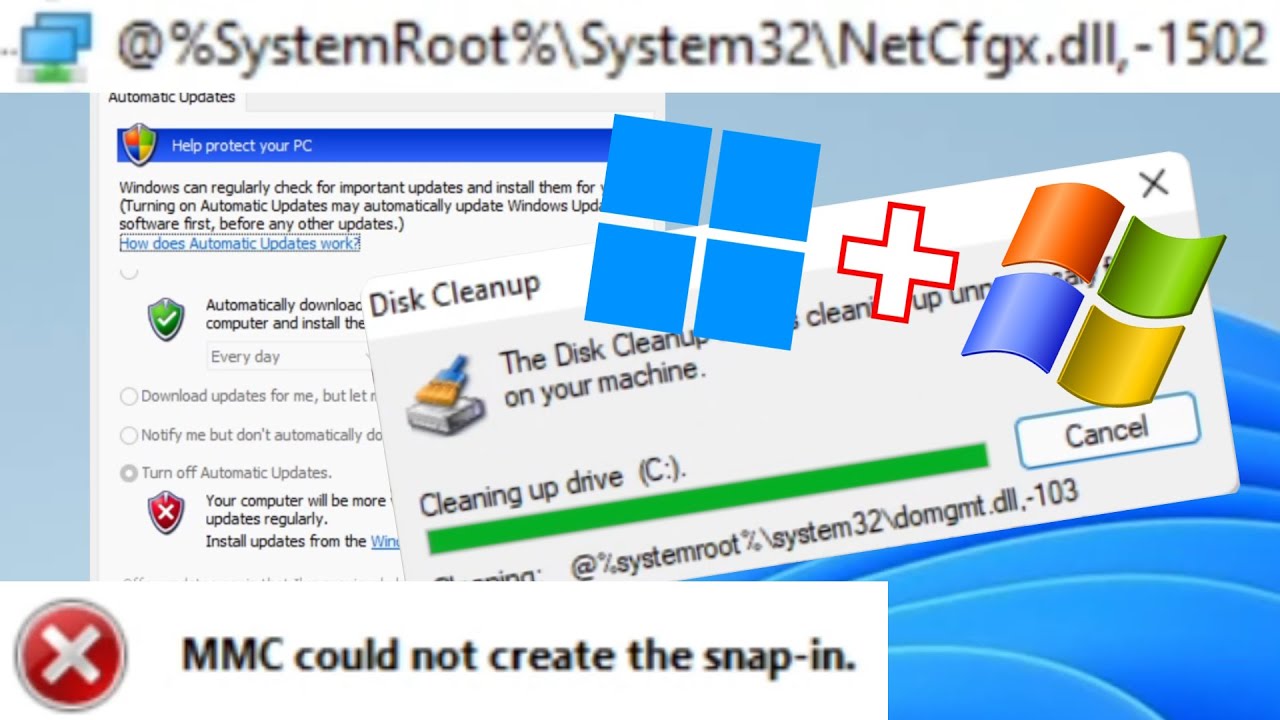 @%SystemRoot%\System32\NetCfgx.dll,-1502
Automatic Updates
Help protect your PC
Windows can regularly check for important updates and install them for
(Turning on Automatic Updates may automatically update Windows
software first, before any other updates.)
How does Automatic Updates work?
Automatically
computer and install
Every day
Download updates for me, but let
Notify me but don't automatically
Turn off Automatic Updates.
Your computer will be more
updates regularly.
Install updates from the
Disk Cleanup
The Disk Cleanup cleaning up
on your machine.
Cancel
Cleaning up drive (C:).
Cleaning: @%systemroot%\system32\domgmt.dll,-103
MMC could not create the snap-in.